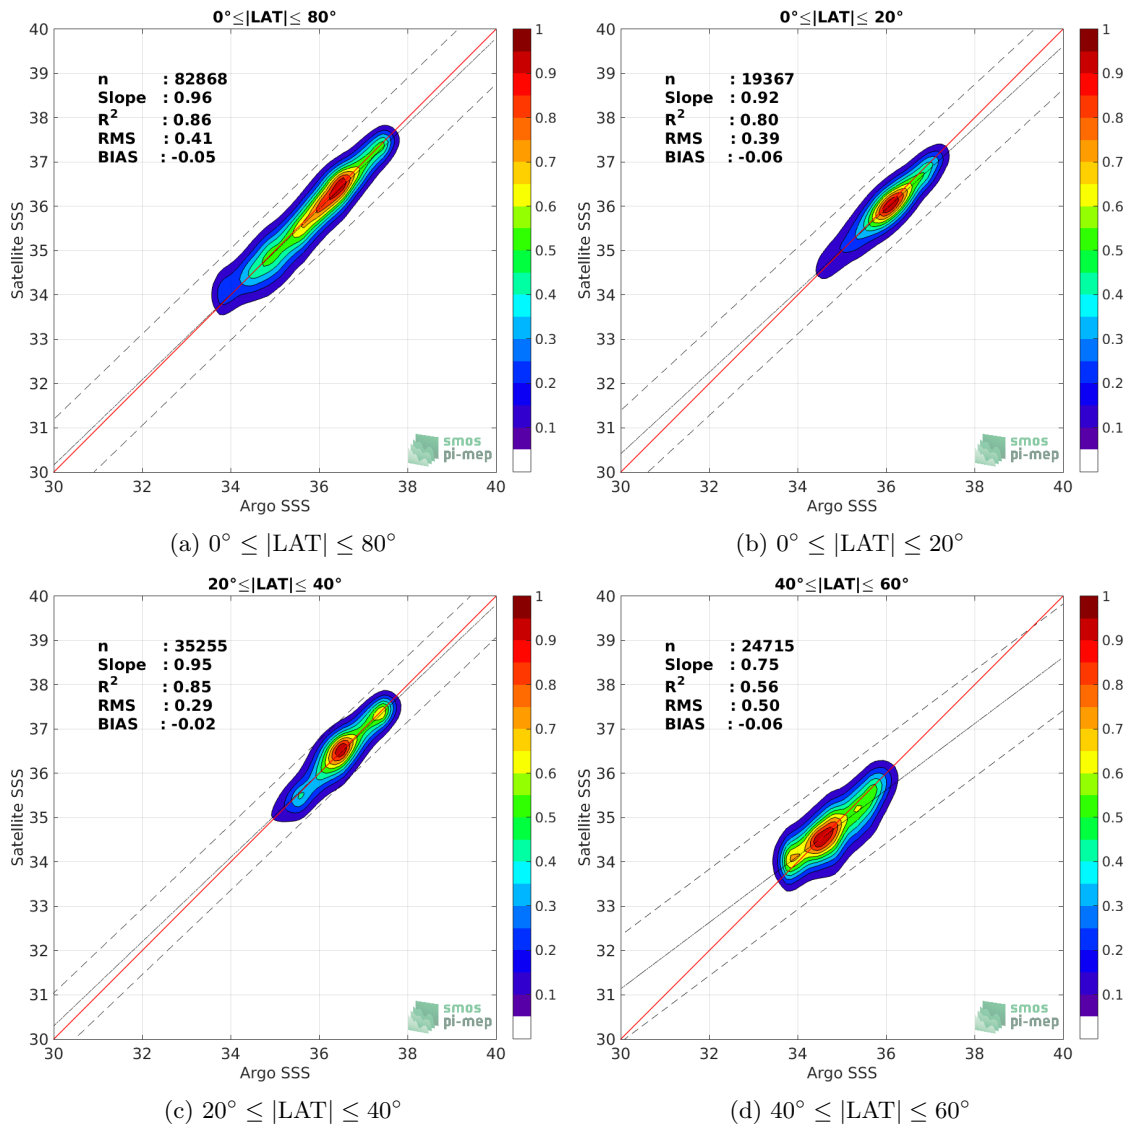 0°≤|LAT|≤ 80°
n : 82868
Slope : 0.96
R2 : 0.86
RMS : 0.41
BIAS : -0.05
40
39
38
37
36
35
34
33
32
31
30
30 32 34 36 38 40
Satellite SSS
Argo SSS
1
0.9
0.8
0.7
0.6
0.5
0.4
0.3
0.2
0.1
smos
pi-mep
(a) 0° ≤ |LAT| ≤ 80°
0°≤|LAT|≤ 20°
n : 19367
Slope : 0.92
R2 : 0.80
RMS : 0.39
BIAS : -0.06
40
39
38
37
36
35
34
33
32
31
30
30 32 34 36 38 40
Satellite SSS
Argo SSS
1
0.9
0.8
0.7
0.6
0.5
0.4
0.3
0.2
0.1
smos
pi-mep
(b) 0° ≤ |LAT| ≤ 20°
20°≤|LAT|≤ 40°
n : 35255
Slope : 0.95
R2 : 0.85
RMS : 0.29
BIAS : -0.02
40
39
38
37
36
35
34
33
32
31
30
30 32 34 36 38 40
Satellite SSS
Argo SSS
1
0.9
0.8
0.7
0.6
0.5
0.4
0.3
0.2
0.1
smos
pi-mep
(c) 20° ≤ |LAT| ≤ 40°
40°≤|LAT|≤ 60°
n : 24715
Slope : 0.75
R2 : 0.56
RMS : 0.50
BIAS : -0.06
40
39
38
37
36
35
34
33
32
31
30
30 32 34 36 38 40
Satellite SSS
Argo SSS
1
0.9
0.8
0.7
0.6
0.5
0.4
0.3
0.2
0.1
smos
pi-mep
(d) 40° ≤ |LAT| ≤ 60°